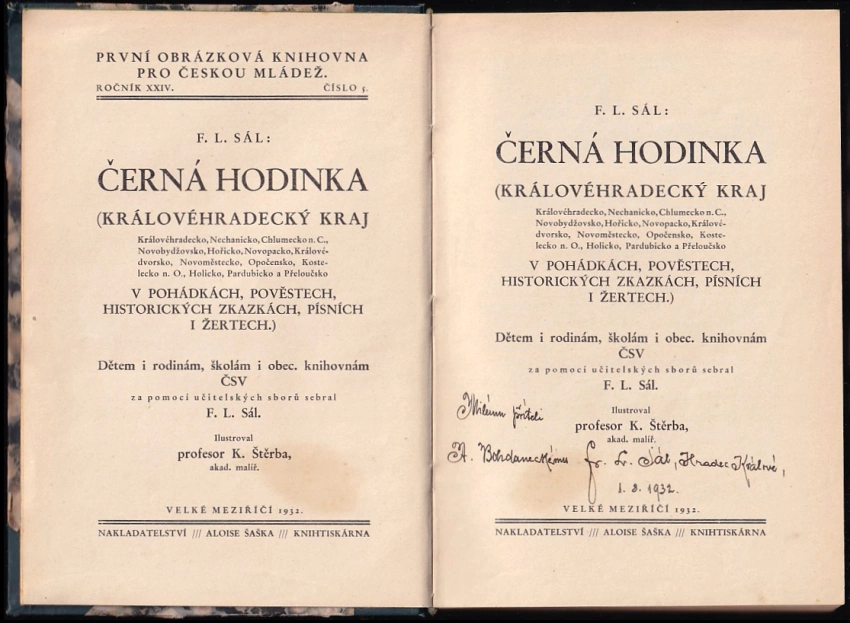 PRVNÍ OBRÁZKOVÁ KNIHOVNA
PRO ČESKOU MLÁDEŽ.
ROČNÍK XXIV. ČÍSLO 5.
F. L. SÁL:
ČERNÁ HODINKA
(KRÁLOVÉHRADECKÝ KRAJ
Královéhradecko, Nechanicko, Chlumecko n. C.,
Novobydžovsko, Hořicko, Novopacko, Králové-
dvorsko, Novoměstecko, Opočensko, Koste-
lecko n. O., Holicko, Pardubicko a Přeloučsko
V POHÁDKÁCH, POVĚSTECH,
HISTORICKÝCH ZKAZKÁCH, PÍSNÍCH
I ŽERTECH.)
Dětem i rodinám, školám i obec. knihovnám
ČSV
za pomoci učitelských sborů sebral
F. L. Sál.
Ilustroval
profesor K. Štěrba,
akad. malíř.
VELKÉ MEZIŘÍČÍ 1932.
NAKLADATELSTVÍ /// ALOISE ŠAŠKA /// KNIHTISKÁRNA
F. L. SÁL:
ČERNÁ HODINKA
(KRÁLOVÉHRADECKÝ KRAJ
Královéhradecko, Nechanicko, Chlumecko n. C.,
Novobydžovsko, Hořicko, Novopacko, Králové-
dvorsko, Novoměstecko, Opočensko, Koste-
lecko n. O., Holicko, Pardubicko a Přeloučsko
V POHÁDKÁCH, POVĚSTECH,
HISTORICKÝCH ZKAZKÁCH, PÍSNÍCH
I ŽERTECH.)
Dětem i rodinám, školám i obec. knihovnám
ČSV
za pomoci učitelských sborů sebral
F. L. Sál.
Ilustroval
profesor K. Štěrba,
akad. malíř.
Milému příteli
A. Bohdaneckému Fr. L. Sál, Hradec Králové,
1. 8. 1932.
VELKÉ MEZIŘÍČÍ 1932.
NAKLADATELSTVÍ /// ALOISE ŠAŠKA /// KNIHTISKÁRNA